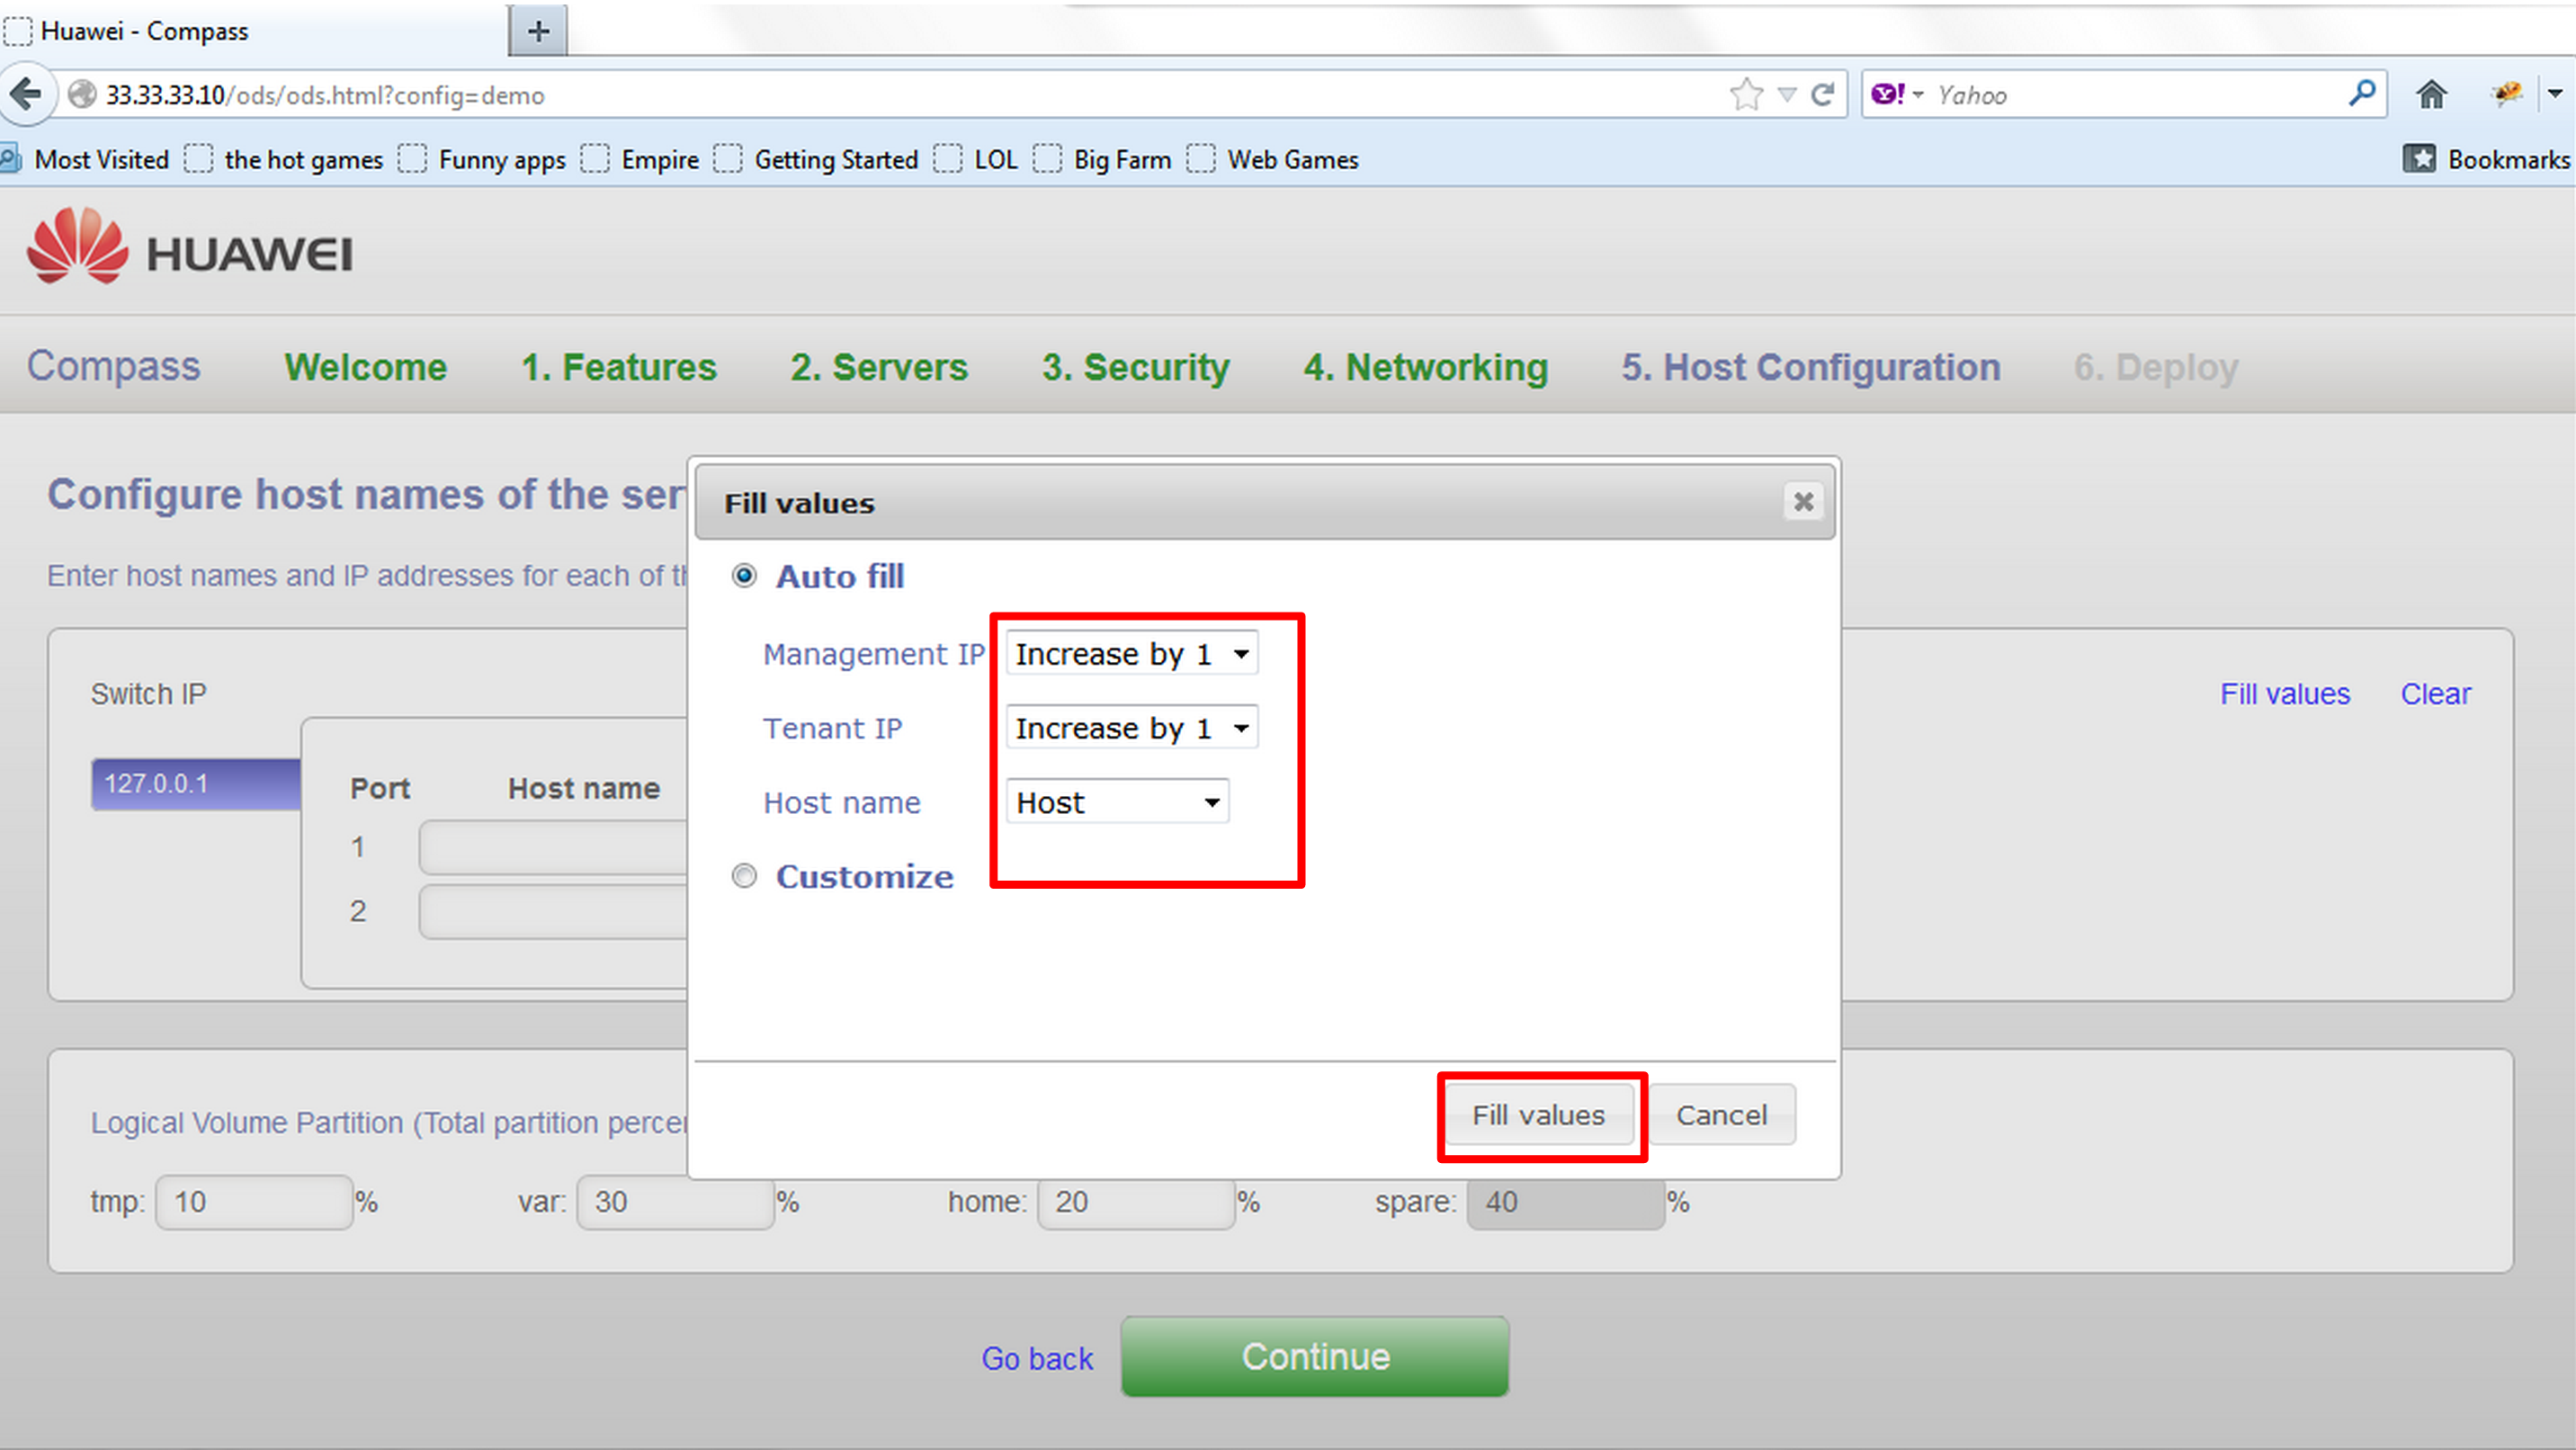 Huawei - Compass
+
33.33.33.10/ods/ods.html?config=demo
Y! Yahoo
Most Visited the hot games Funny apps Empire Getting Started LOL Big Farm Web Games Bookmarks
HUAWEI
Compass Welcome 1. Features 2. Servers 3. Security 4. Networking 5. Host Configuration 6. Deploy
Configure host names of the ser
Enter host names and IP addresses for each of
Switch IP
Fill values Clear
127.0.0.1
Port Host name
1
2
Fill values
Auto fill
Management IP Increase by 1
Tenant IP Increase by 1
Host name Host
Customize
Fill values Cancel
Logical Volume Partition (Total partition percer
tmp: 10 % var: 30 % home: 20 % spare: 40 %
Go back Continue